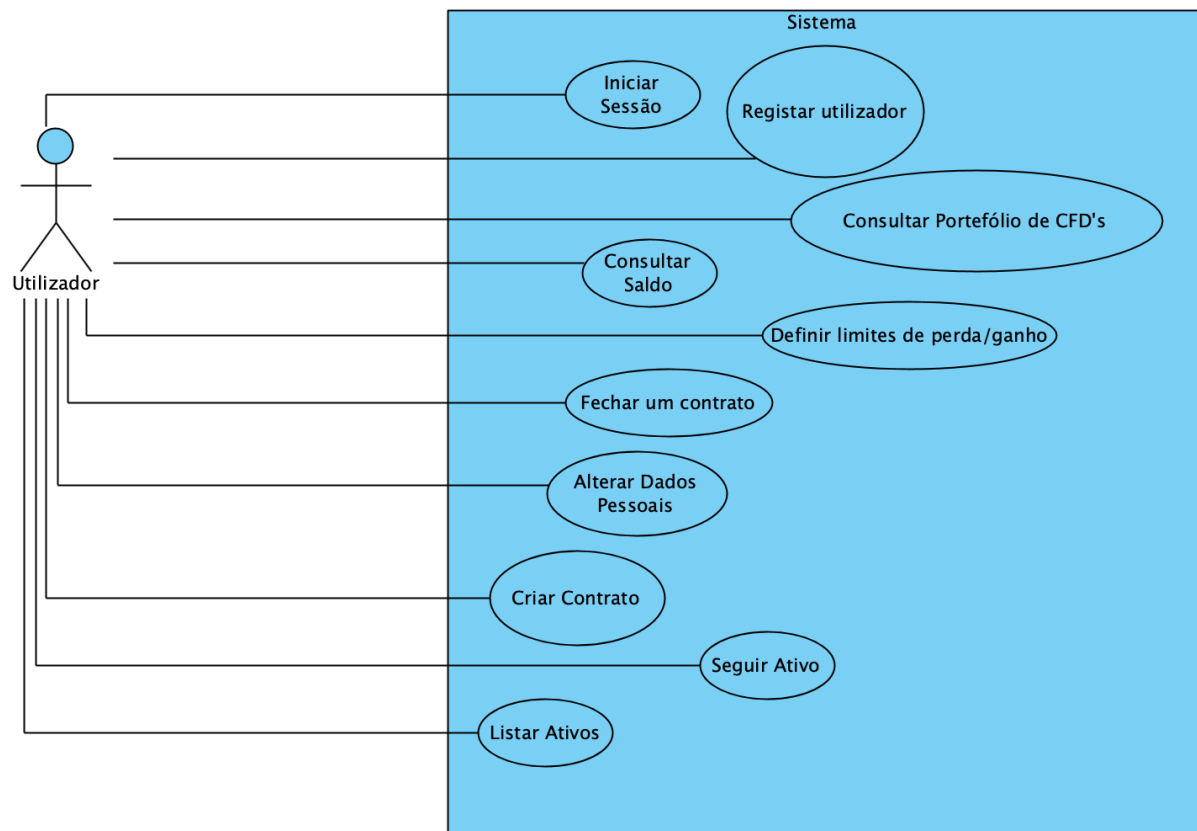 Sistema
Iniciar
Sessão
Registar utilizador
Consultar Portefólio de CFD's
Consultar
Saldo
Utilizador
Definir limites de perda/ganho
Fechar um contrato
Alterar Dados
Pessoais
Criar Contrato
Seguir Ativo
Listar Ativos